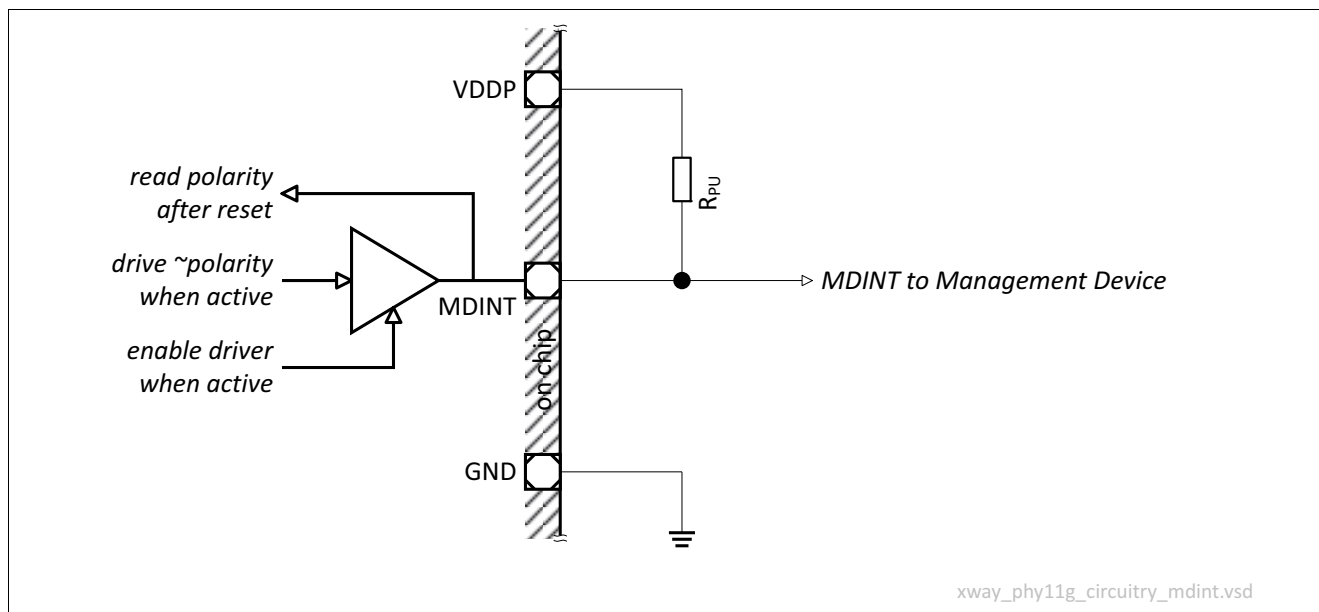 VDDP
read polarity
after reset
R_PU
drive ~polarity
when active
MDINT
MDINT to Management Device
enable driver
when active
on chip
GND
xway_phy11g_circuitry_mdint.vsd